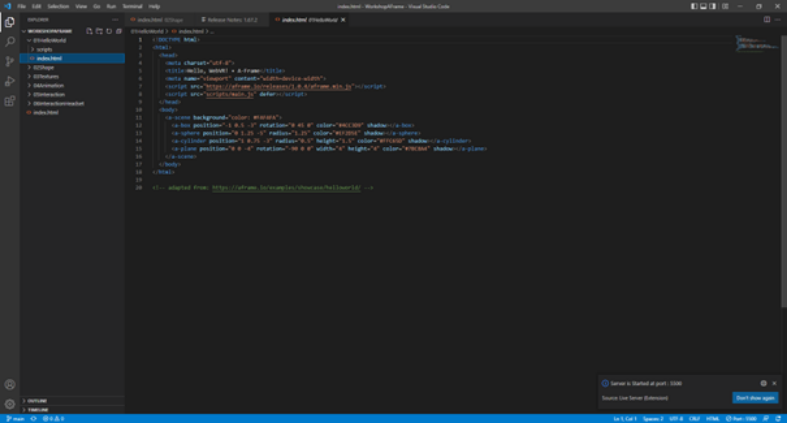 File Edit Selection View Go Run Terminal Help
index.html - WorkshopAframe - Visual Studio Code
EXPLORER
index.html 02Shape
Release Notes: 1.67.2
index.html 01HelloWorld
WORKSHOPAFRAME
01HelloWorld > index.html > ...
01HelloWorld
scripts
index.html
02Shape
03Textures
04Animation
05Interaction
06InteractionHeadset
index.html
1 <!DOCTYPE html>
2 <html>
3 <head>
4 <meta charset="utf-8">
5 <title>Hello, WebVR! • A-Frame</title>
6 <meta name="viewport" content="width=device-width">
7 <script src="https://aframe.io/releases/1.0.4/aframe.min.js"></script>
8 <script src="scripts/main.js" defer></script>
9 </head>
10 <body>
11 <a-scene background="color: #FAFAFA">
12 <a-box position="-1 0.5 -3" rotation="0 45 0" color="#4CC3D9" shadow></a-box>
13 <a-sphere position="0 1.25 -5" radius="1.25" color="#EF2D5E" shadow></a-sphere>
14 <a-cylinder position="1 0.75 -3" radius="0.5" height="1.5" color="#FFC65D" shadow></a-cylinder>
15 <a-plane position="0 0 -4" rotation="-90 0 0" width="4" height="4" color="#7BC8A4" shadow></a-plane>
16 </a-scene>
17 </body>
18 </html>
19
20 <!-- adapted from: https://aframe.io/examples/showcase/helloworld/ -->
OUTLINE
TIMELINE
Server is Started at port : 5500
Source: Live Server (Extension)
Don't show again
main
0 0
Ln 1, Col 1 Spaces: 2 UTF-8 CRLF HTML Port : 5500